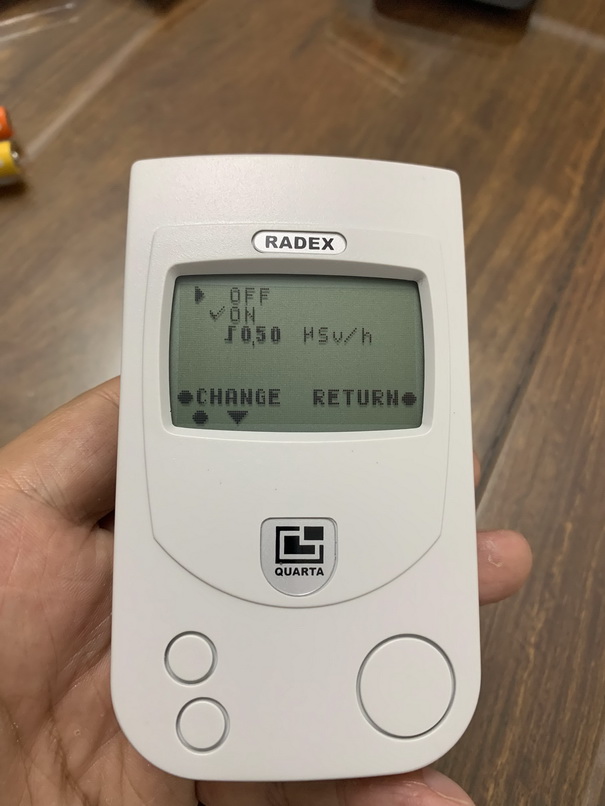 RADEX
OFF
ON
0,50 µSv/h
CHANGE RETURN
QUARTA